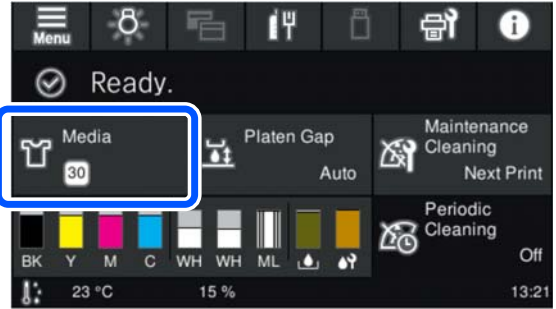 Menu
Ready.
Media
30
Platen Gap
Auto
Maintenance
Cleaning
Next Print
BK Y M C WH WH ML
Periodic
Cleaning
Off
23 °C 15 % 13:21